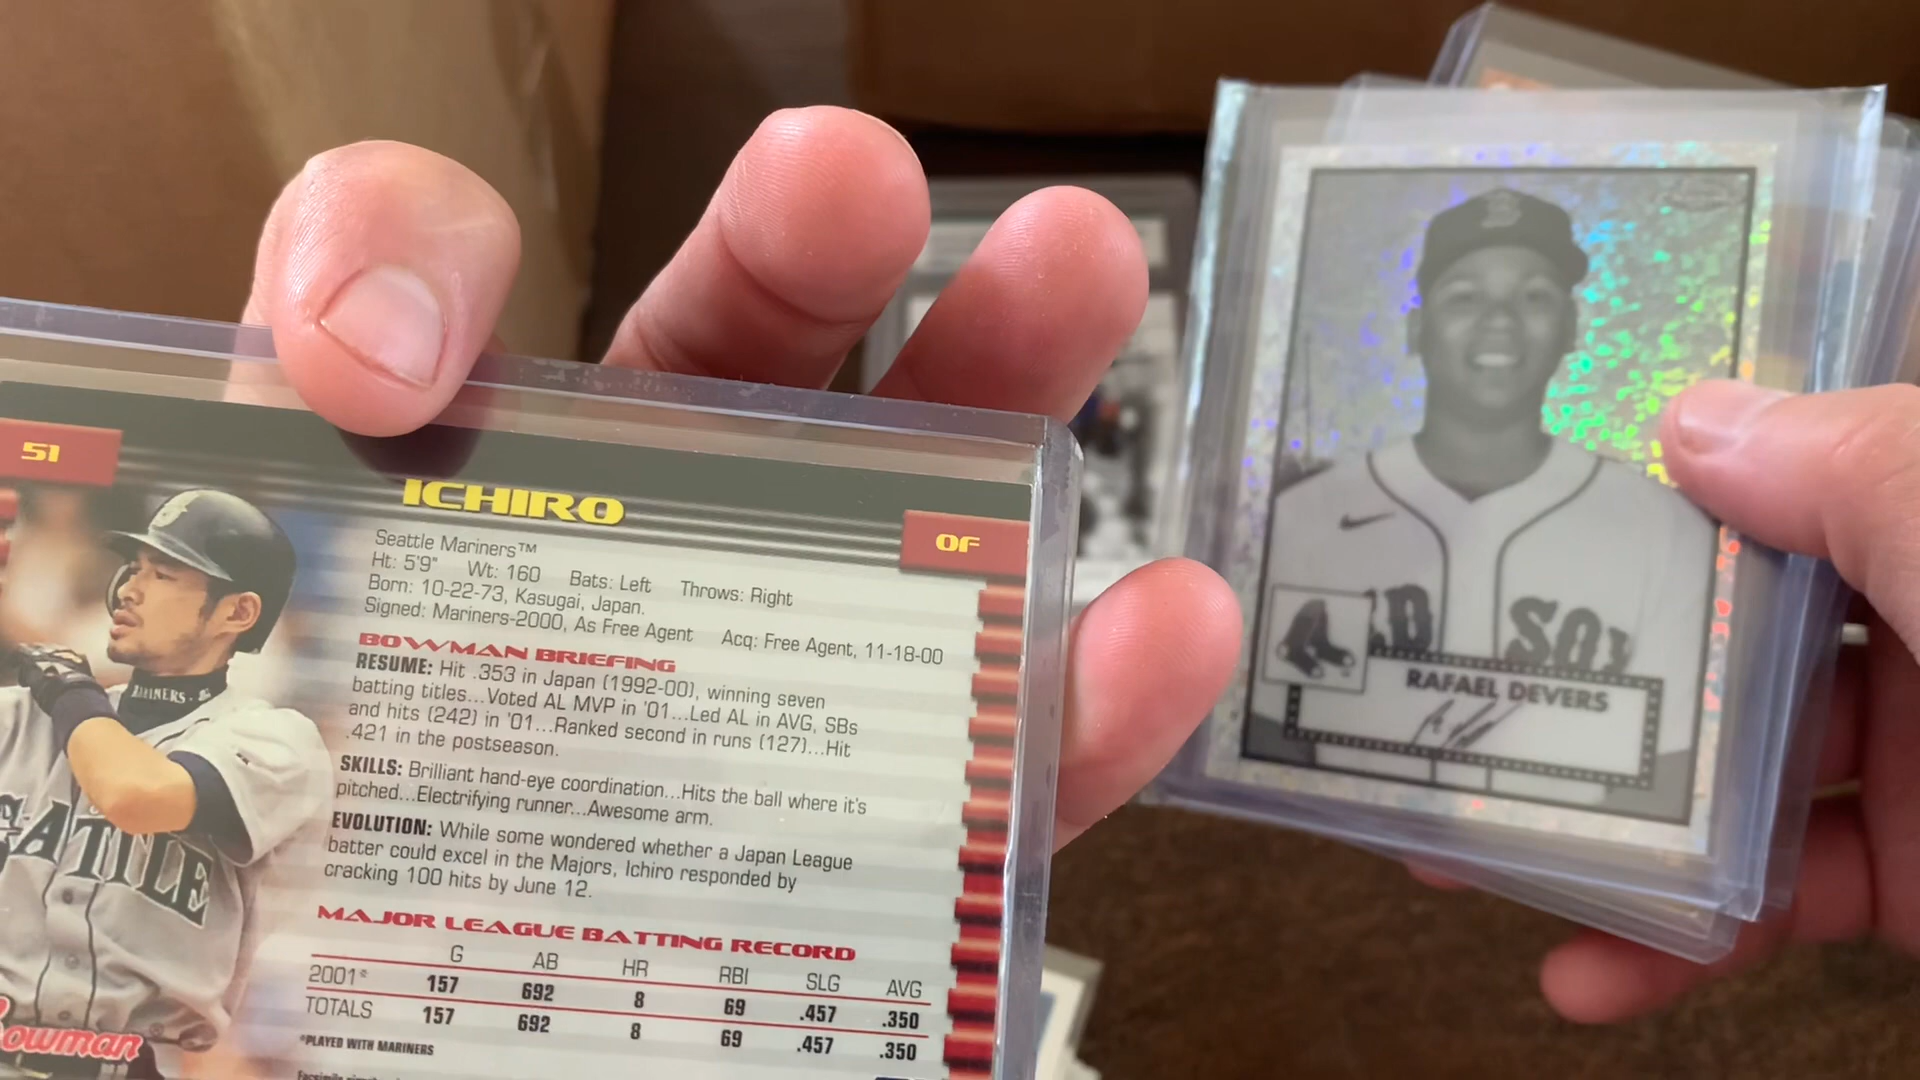 51
ICHIRO
OF
Seattle Mariners™
Ht: 5'9" Wt: 160 Bats: Left Throws: Right
Born: 10-22-73, Kasugai, Japan.
Signed: Mariners-2000, As Free Agent Acq: Free Agent, 11-18-00
BOWMAN BRIEFING
RESUME: Hit .353 in Japan (1992-00), winning seven
batting titles...Voted AL MVP in '01...Led AL in AVG, SBs
and hits (242) in '01...Ranked second in runs (127)...Hit
.421 in the postseason.
SKILLS: Brilliant hand-eye coordination...Hits the ball where it's
pitched...Electrifying runner...Awesome arm.
EVOLUTION: While some wondered whether a Japan League
batter could excel in the Majors, Ichiro responded by
cracking 100 hits by June 12.
MAJOR LEAGUE BATTING RECORD
G AB HR RBI SLG AVG
2001* 157 692 8 69 .457 .350
TOTALS 157 692 8 69 .457 .350
*PLAYED WITH MARINERS
MARINERS
EATTLE
Bowman
B
ED SOX
RAFAEL DEVERS